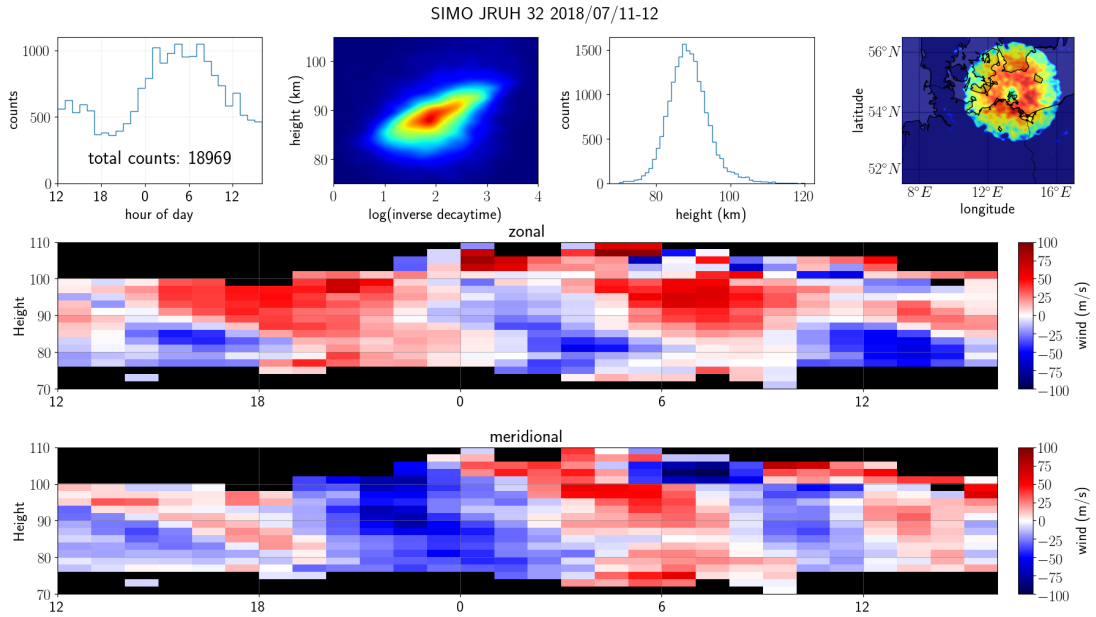 SIMO JRUH 32 2018/07/11-12
counts
1000
500
0
total counts: 18969
12 18 0 6 12
hour of day
height (km)
100
90
80
0 1 2 3 4
log(inverse decaytime)
counts
1500
1000
500
0
80 100 120
height (km)
latitude
56°N
54°N
52°N
8°E 12°E 16°E
longitude
zonal
Height
110
100
90
80
70
12 18 0 6 12
100
75
50
25
0
−25
−50
−75
−100
wind (m/s)
meridional
Height
110
100
90
80
70
12 18 0 6 12
100
75
50
25
0
−25
−50
−75
−100
wind (m/s)